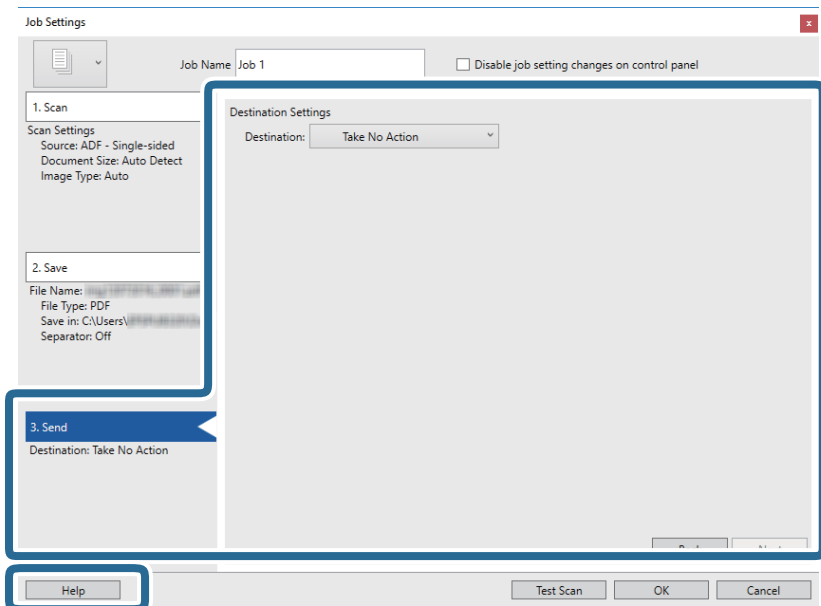 Job Settings
x
Job Name Job 1
Disable job setting changes on control panel
1. Scan
Scan Settings
Source: ADF - Single-sided
Document Size: Auto Detect
Image Type: Auto
2. Save
File Name:
File Type: PDF
Save in: C:\Users\
Separator: Off
3. Send
Destination: Take No Action
Destination Settings
Destination: Take No Action
Help
Test Scan
OK
Cancel